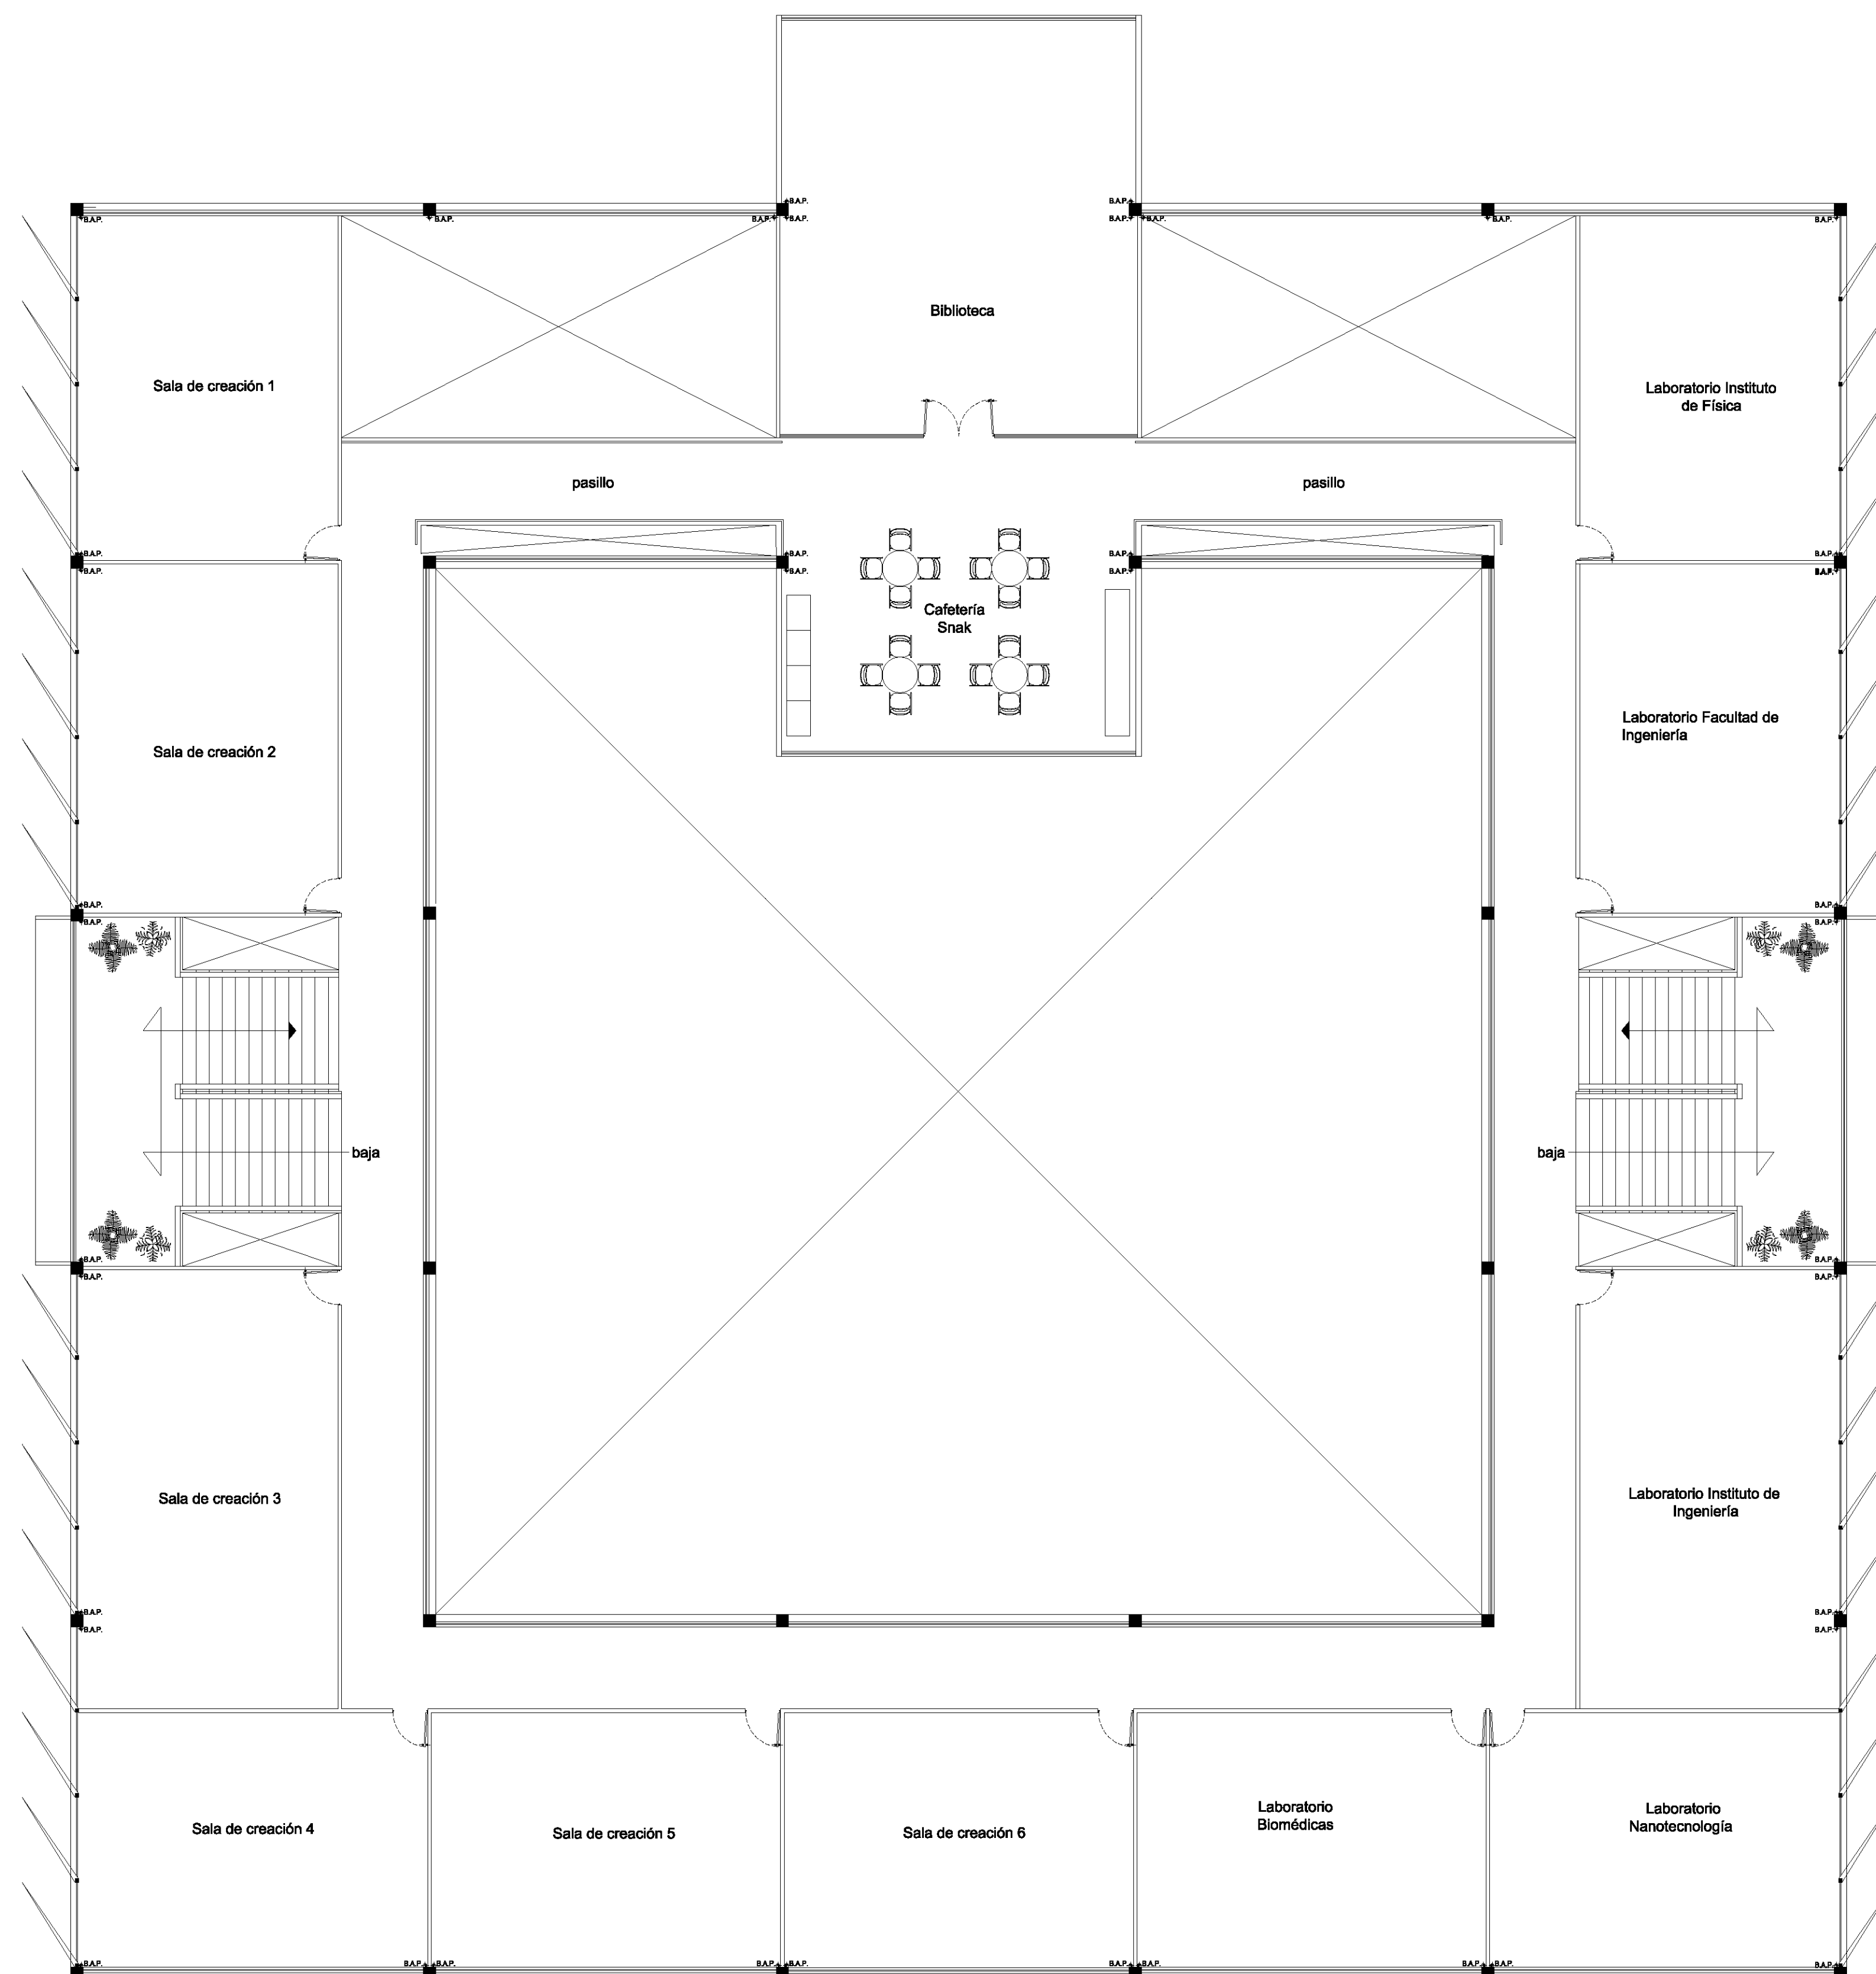 B.A.P. B.A.P.
B.A.P. B.A.P. B.A.P. B.A.P. B.A.P. B.A.P. B.A.P. B.A.P.
Biblioteca
Sala de creación 1
Laboratorio Instituto
de Física
pasillo
pasillo
B.A.P. B.A.P. B.A.P. B.A.P.
B.A.P. B.A.P. B.A.P. B.A.P.
Cafetería
Snak
Laboratorio Facultad de
Ingeniería
Sala de creación 2
B.A.P. B.A.P.
B.A.P. B.A.P.
baja
baja
B.A.P. B.A.P.
B.A.P. B.A.P.
Sala de creación 3
Laboratorio Instituto de
Ingeniería
B.A.P. B.A.P.
B.A.P. B.A.P.
Sala de creación 4
Sala de creación 5
Sala de creación 6
Laboratorio
Biomédicas
Laboratorio
Nanotecnología
B.A.P. B.A.P. B.A.P. B.A.P. B.A.P. B.A.P. B.A.P. B.A.P. B.A.P. B.A.P.